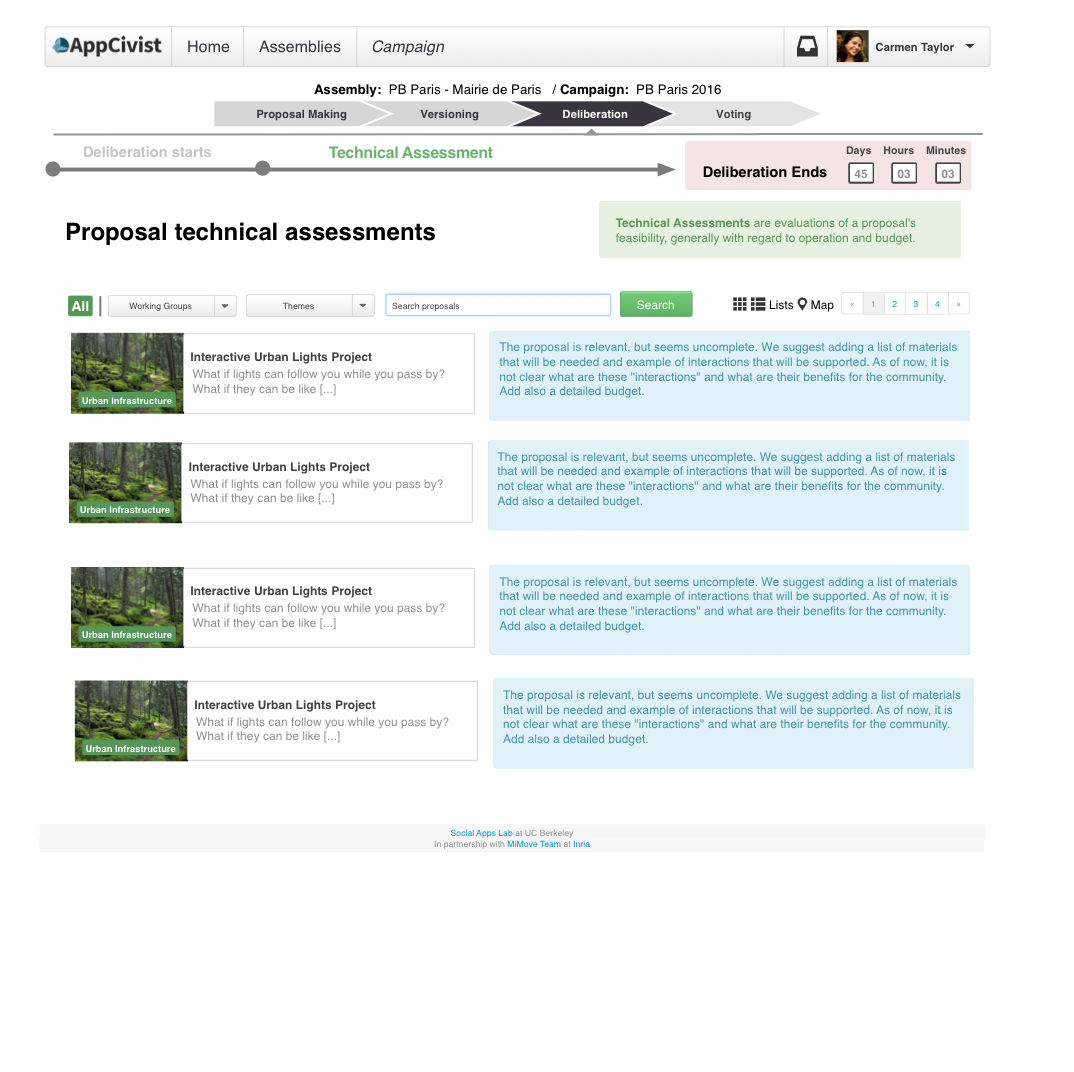 AppCivist Home Assemblies Campaign Carmen Taylor
Assembly: PB Paris - Mairie de Paris / Campaign: PB Paris 2016
Proposal Making Versioning Deliberation Voting
Deliberation starts Technical Assessment
Days Hours Minutes
Deliberation Ends 45 03 03
Proposal technical assessments
Technical Assessments are evaluations of a proposal's
feasibility, generally with regard to operation and budget.
All Working Groups Themes Search proposals Search Lists Map « 1 2 3 4 »
Interactive Urban Lights Project
What if lights can follow you while you pass by?
What if they can be like [...]
Urban Infrastructure
The proposal is relevant, but seems uncomplete. We suggest adding a list of materials
that will be needed and example of interactions that will be supported. As of now, it is
not clear what are these "interactions" and what are their benefits for the community.
Add also a detailed budget.
Interactive Urban Lights Project
What if lights can follow you while you pass by?
What if they can be like [...]
Urban Infrastructure
The proposal is relevant, but seems uncomplete. We suggest adding a list of materials
that will be needed and example of interactions that will be supported. As of now, it is
not clear what are these "interactions" and what are their benefits for the community.
Add also a detailed budget.
Interactive Urban Lights Project
What if lights can follow you while you pass by?
What if they can be like [...]
Urban Infrastructure
The proposal is relevant, but seems uncomplete. We suggest adding a list of materials
that will be needed and example of interactions that will be supported. As of now, it is
not clear what are these "interactions" and what are their benefits for the community.
Add also a detailed budget.
Interactive Urban Lights Project
What if lights can follow you while you pass by?
What if they can be like [...]
Urban Infrastructure
The proposal is relevant, but seems uncomplete. We suggest adding a list of materials
that will be needed and example of interactions that will be supported. As of now, it is
not clear what are these "interactions" and what are their benefits for the community.
Add also a detailed budget.
Social Apps Lab at UC Berkeley
In partnership with MiMove Team at Inria